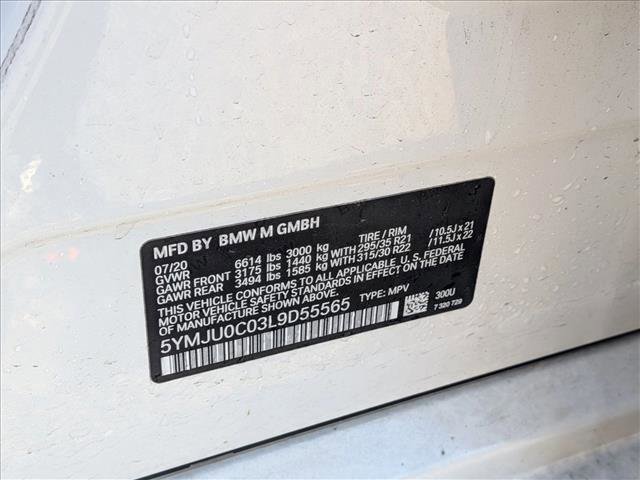 MFD BY BMW M GMBH
07/20
GVWR 6614 lbs 3000 kg TIRE / RIM
GAWR FRONT 3175 lbs 1440 kg WITH 295/35 R21 / 10.5J x 21
GAWR REAR 3494 lbs 1585 kg WITH 315/30 R22 / 11.5J x 22
THIS VEHICLE CONFORMS TO ALL APPLICABLE U.S. FEDERAL
MOTOR VEHICLE SAFETY STANDARDS IN EFFECT ON THE DATE
OF MANUFACTURE SHOWN ABOVE.
5YMJU0C03L9D55565 TYPE: MPV 300U
7 320 729